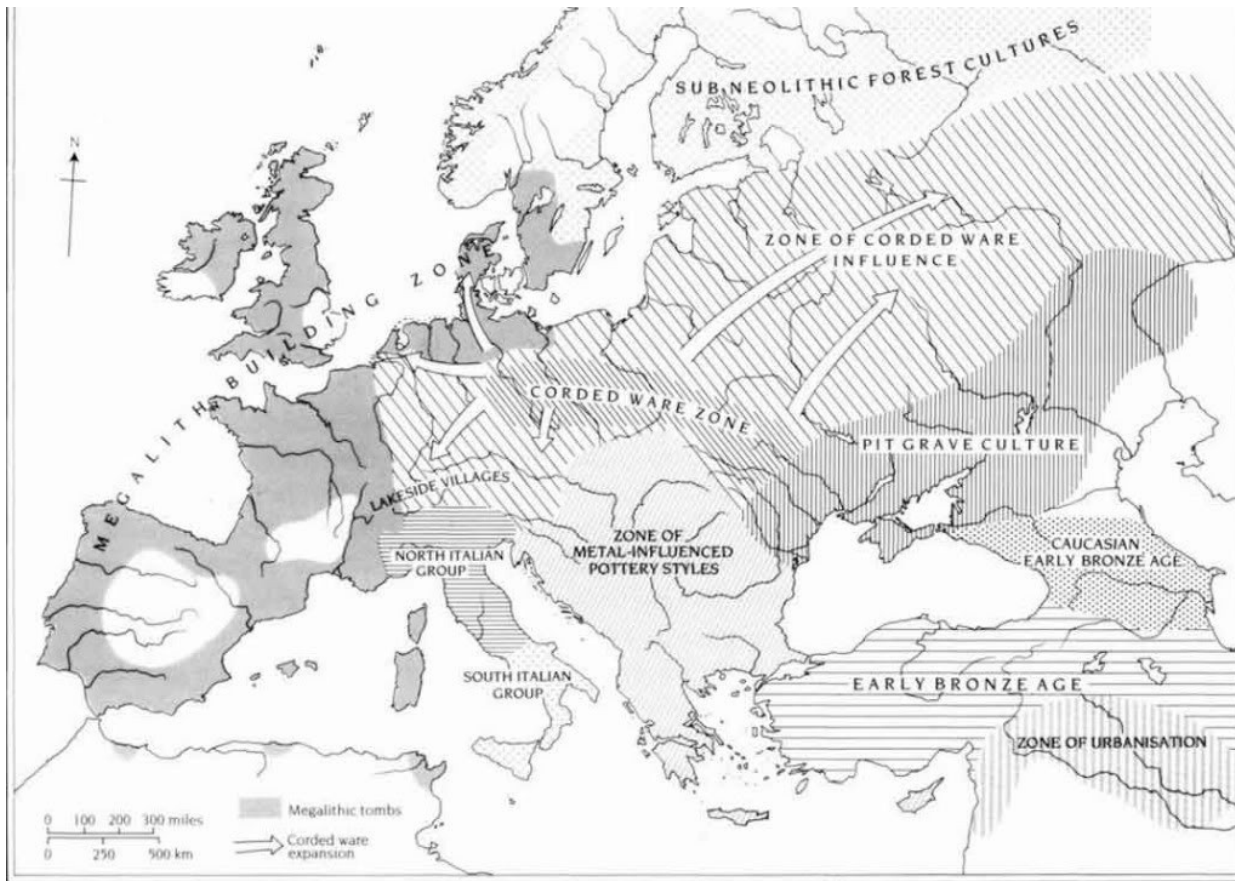 SUB NEOLITHIC FOREST CULTURES
N
ZONE OF CORDED WARE
INFLUENCE
MEGALITH BUILDING ZONE
CORDED WARE ZONE
PIT GRAVE CULTURE
LAKESIDE VILLAGES
NORTH ITALIAN
GROUP
ZONE OF
METAL-INFLUENCED
POTTERY STYLES
CAUCASIAN
EARLY BRONZE AGE
SOUTH ITALIAN
GROUP
EARLY BRONZE AGE
ZONE OF URBANISATION
Megalithic tombs
0 100 200 300 miles
0 250 500 km
Corded ware
expansion